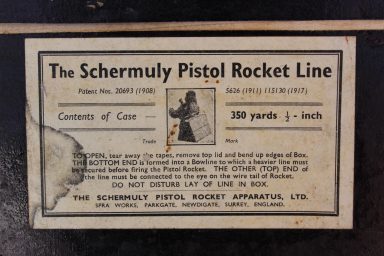 The Schermuly Pistol Rocket Line
Patent Nos. 20693 (1908) 5626 (1911) 115130 (1917)
Contents of Case — 350 yards ½ - inch
Trade Mark
TO OPEN, tear away the tapes, remove top lid and bend up edges of Box.
THE BOTTOM END is formed into a Bowline to which a heavier line must
be secured before firing the Pistol Rocket. THE OTHER (TOP) END of
the line must be connected to the eye on the wire tail of Rocket.
DO NOT DISTURB LAY OF LINE IN BOX.
THE SCHERMULY PISTOL ROCKET APPARATUS, LTD.
SPRA WORKS, PARKGATE, NEWDIGATE, SURREY, ENGLAND.